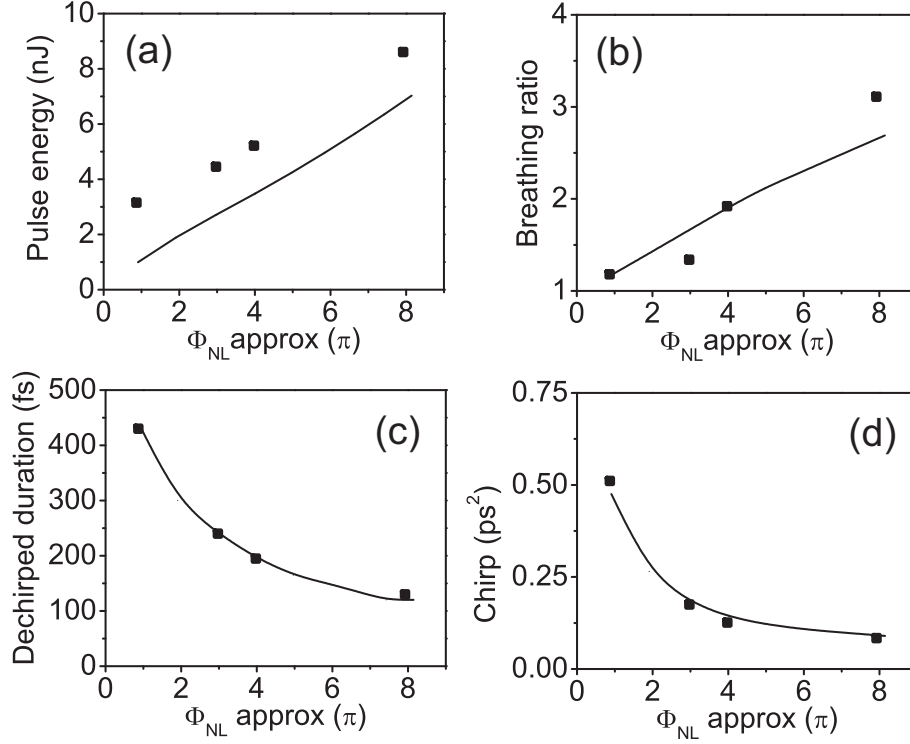 (a)
Pulse energy (nJ)
10
8
6
4
2
0
0 2 4 6 8
Φ_NL approx (π)
(b)
Breathing ratio
4
3
2
1
0 2 4 6 8
Φ_NL approx (π)
(c)
Dechirped duration (fs)
500
400
300
200
100
0
0 2 4 6 8
Φ_NL approx (π)
(d)
Chirp (ps²)
0.75
0.50
0.25
0.00
0 2 4 6 8
Φ_NL approx (π)